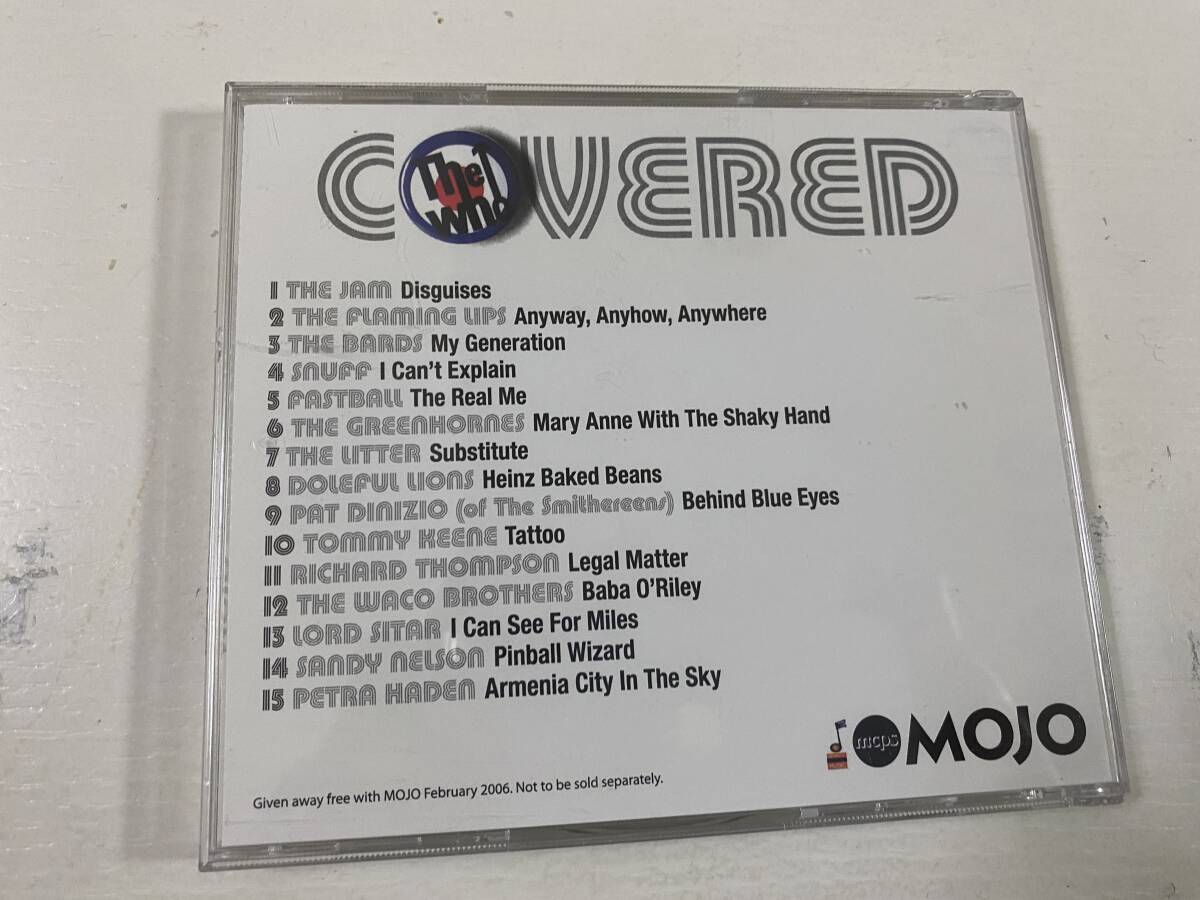 COVERED
The Who
1 THE JAM Disguises
2 THE FLAMING LIPS Anyway, Anyhow, Anywhere
3 THE BARDS My Generation
4 SNUFF I Can't Explain
5 FASTBALL The Real Me
6 THE GREENHORNES Mary Anne With The Shaky Hand
7 THE LITTER Substitute
8 DOLEFUL LIONS Heinz Baked Beans
9 PAT DINIZIO (of The Smithereens) Behind Blue Eyes
10 TOMMY KEENE Tattoo
11 RICHARD THOMPSON Legal Matter
12 THE WACO BROTHERS Baba O'Riley
13 LORD SITAR I Can See For Miles
14 SANDY NELSON Pinball Wizard
15 PETRA HADEN Armenia City In The Sky
mcps MOJO
Given away free with MOJO February 2006. Not to be sold separately.